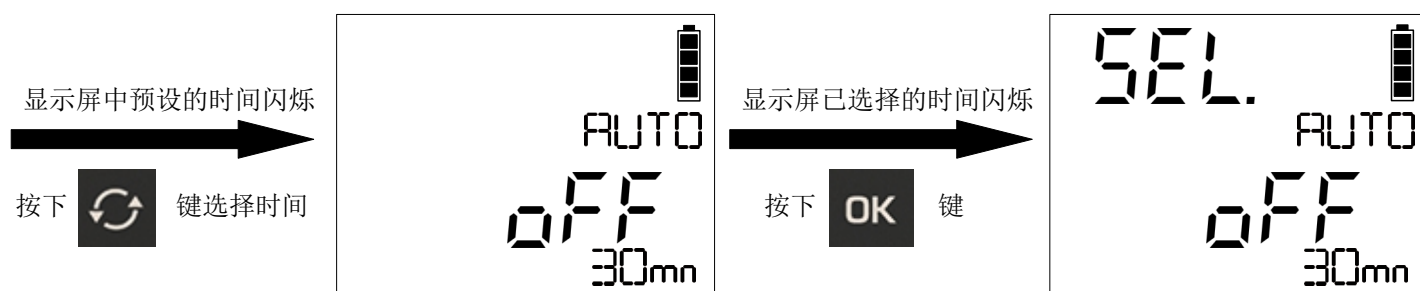 显示屏中预设的时间闪烁
按下 键选择时间
AUTO
oFF
30mn
显示屏已选择的时间闪烁
按下 OK 键
SEL.
AUTO
oFF
30mn